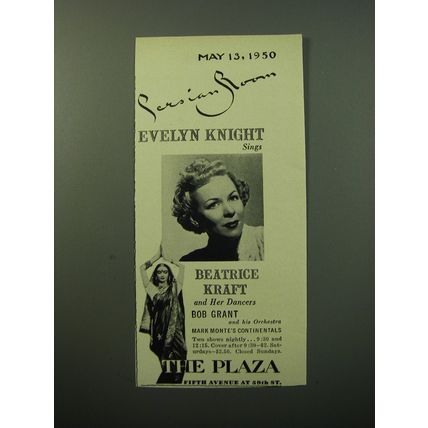 MAY 13, 1950
Persian Room
EVELYN KNIGHT
Sings
BEATRICE
KRAFT
and Her Dancers
BOB GRANT
and his Orchestra
MARK MONTE'S CONTINENTALS
Two shows nightly...9:30 and
12:15. Cover after 9:30-$2. Sat-
urdays-$2.50. Closed Sundays.
THE PLAZA
FIFTH AVENUE AT 59th ST.